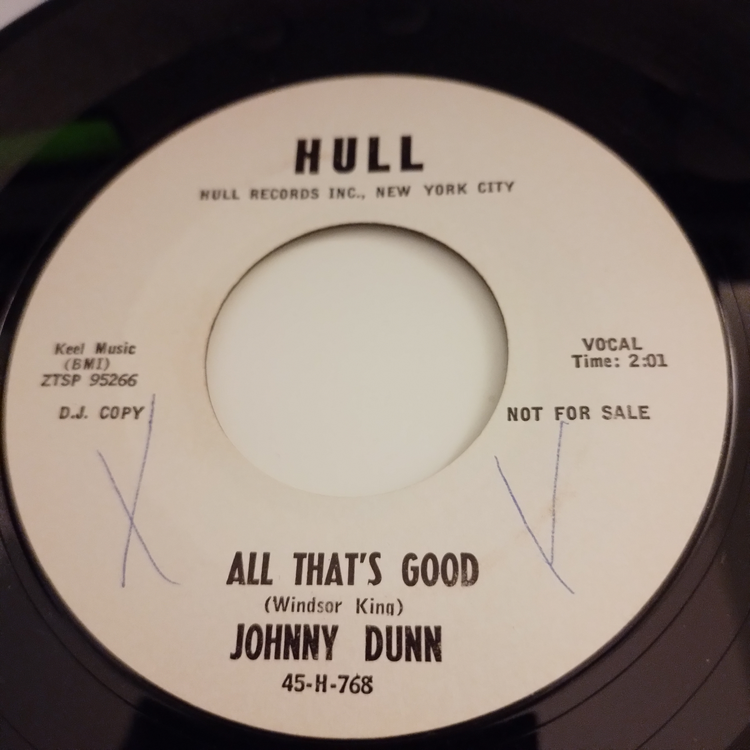 HULL
HULL RECORDS INC., NEW YORK CITY
Keel Music
(BMI)
ZTSP 95266
D.J. COPY
VOCAL
Time: 2:01
NOT FOR SALE
X
V
ALL THAT'S GOOD
(Windsor King)
JOHNNY DUNN
45-H-768